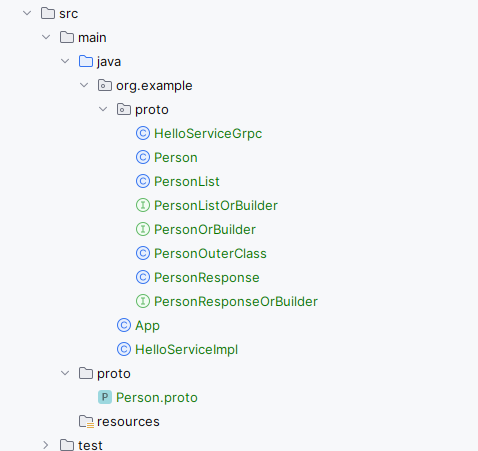 src
main
java
org.example
proto
C HelloServiceGrpc
C Person
C PersonList
I PersonListOrBuilder
I PersonOrBuilder
C PersonOuterClass
C PersonResponse
I PersonResponseOrBuilder
C App
C HelloServiceImpl
proto
P Person.proto
resources
test